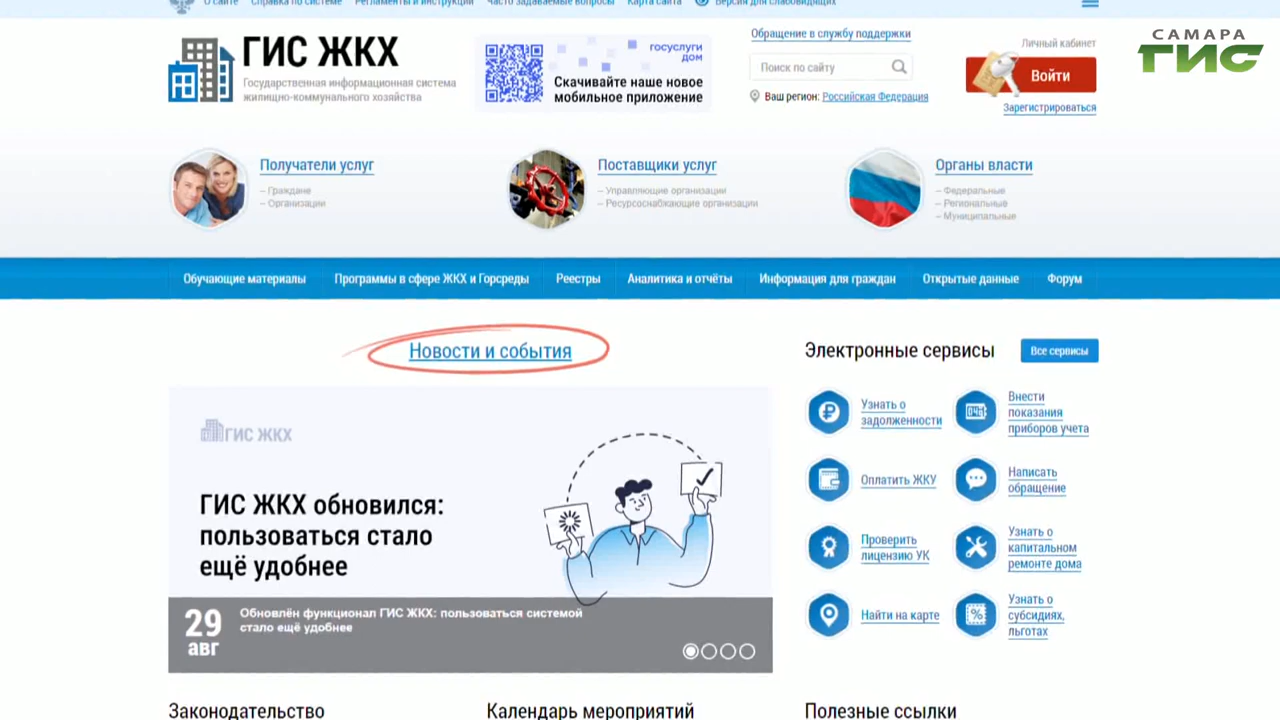 О сайте Справка по системе Регламенты и инструкции Часто задаваемые вопросы Карта сайта Версия для слабовидящих
ГИС ЖКХ
Государственная информационная система
жилищно-коммунального хозяйства
госуслуги
дом
Скачивайте наше новое
мобильное приложение
Обращение в службу поддержки
Поиск по сайту
Ваш регион: Российская Федерация
Личный кабинет
Войти
Зарегистрироваться
САМАРА
ГИС
Получатели услуг
– Граждане
– Организации
Поставщики услуг
– Управляющие организации
– Ресурсоснабжающие организации
Органы власти
– Федеральные
– Региональные
– Муниципальные
Обучающие материалы Программы в сфере ЖКХ и Горсреды Реестры Аналитика и отчёты Информация для граждан Открытые данные Форум
Новости и события
ГИС ЖКХ
ГИС ЖКХ обновился:
пользоваться стало
ещё удобнее
29
авг
Обновлён функционал ГИС ЖКХ: пользоваться системой
стало ещё удобнее
Электронные сервисы
Все сервисы
Узнать о
задолженности
Внести
показания
приборов учета
Оплатить ЖКУ
Написать
обращение
Проверить
лицензию УК
Узнать о
капитальном
ремонте дома
Найти на карте
Узнать о
субсидиях,
льготах
Законодательство
Календарь мероприятий
Полезные ссылки